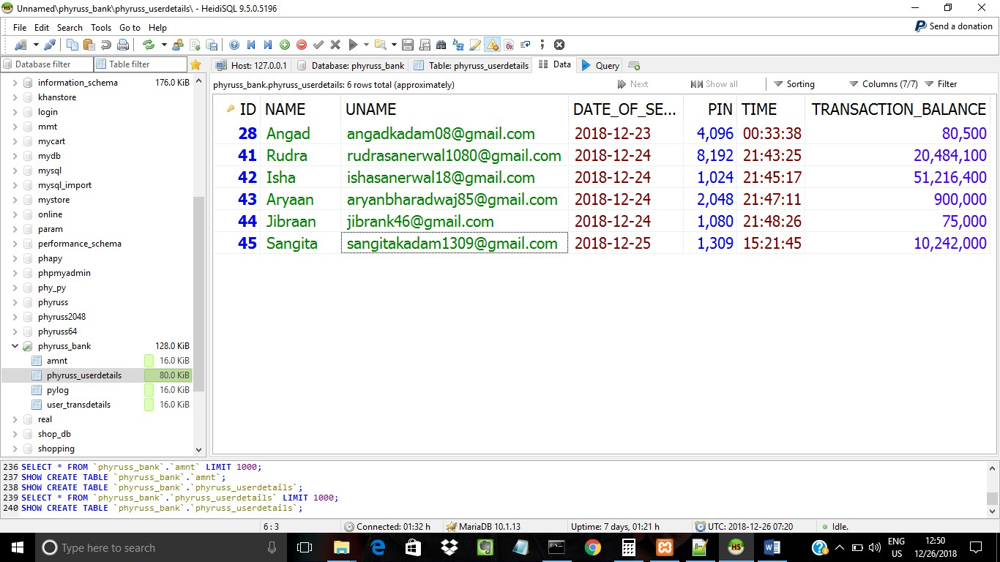 Unnamed\phyruss_bank\phyruss_userdetails\ - HeidiSQL 9.5.0.5196
File Edit Search Tools Go to Help
Send a donation
Database filter Table filter Host: 127.0.0.1 Database: phyruss_bank Table: phyruss_userdetails Data Query
information_schema 176.0 KiB
khanstore
login
mmt
mycart
mydb
mysql
mysql_import
mystore
online
param
performance_schema
phapy
phpmyadmin
phy_py
phyruss
phyruss2048
phyruss64
phyruss_bank 128.0 KiB
amnt 16.0 KiB
phyruss_userdetails 80.0 KiB
pylog 16.0 KiB
user_transdetails 16.0 KiB
real
shop_db
shopping
phyruss_bank.phyruss_userdetails: 6 rows total (approximately) Next Show all Sorting Columns (7/7) Filter
ID NAME UNAME DATE_OF_SE... PIN TIME TRANSACTION_BALANCE
28 Angad angadkadam08@gmail.com 2018-12-23 4,096 00:33:38 80,500
41 Rudra rudrasanerwal1080@gmail.com 2018-12-24 8,192 21:43:25 20,484,100
42 Isha ishasanerwal18@gmail.com 2018-12-24 1,024 21:45:17 51,216,400
43 Aryaan aryanbharadwaj85@gmail.com 2018-12-24 2,048 21:47:11 900,000
44 Jibraan jibrank46@gmail.com 2018-12-24 1,080 21:48:26 75,000
45 Sangita sangitakadam1309@gmail.com 2018-12-25 1,309 15:21:45 10,242,000
236 SELECT * FROM `phyruss_bank`.`amnt` LIMIT 1000;
237 SHOW CREATE TABLE `phyruss_bank`.`amnt`;
238 SHOW CREATE TABLE `phyruss_bank`.`phyruss_userdetails`;
239 SELECT * FROM `phyruss_bank`.`phyruss_userdetails` LIMIT 1000;
240 SHOW CREATE TABLE `phyruss_bank`.`phyruss_userdetails`;
6 : 3 Connected: 01:32 h MariaDB 10.1.13 Uptime: 7 days, 01:21 h UTC: 2018-12-26 07:20 Idle.
Type here to search
ENG
US
12:50
12/26/2018